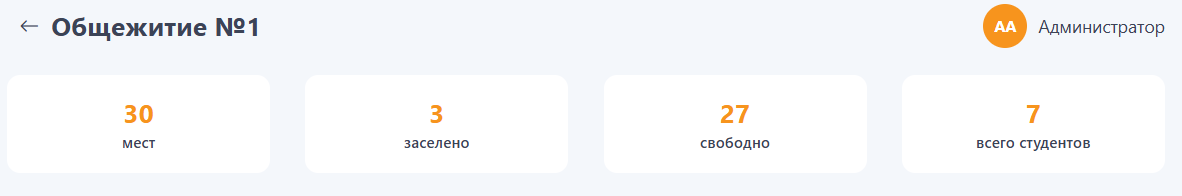 ← Общежитие №1
АА Администратор
30
мест
3
заселено
27
свободно
7
всего студентов